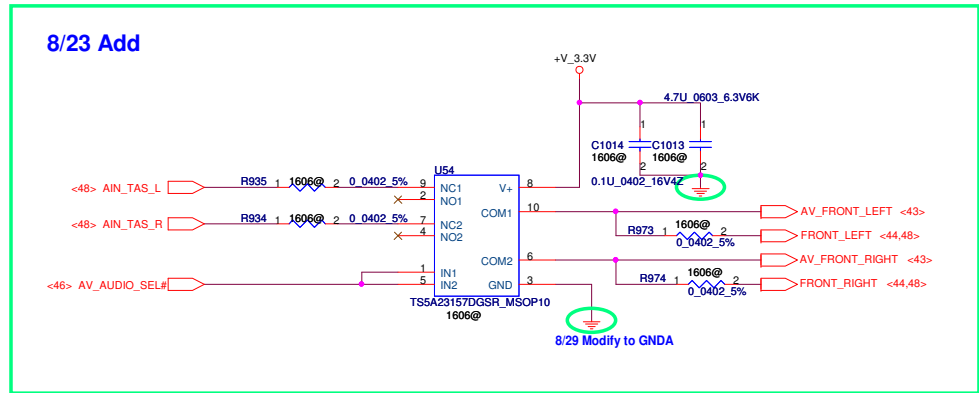 8/23 Add
+V_3.3V
4.7U_0603_6.3V6K
1 1
C1014 C1013
1606@ 1606@
2 2
0.1U_0402_16V4Z
U54
<48> AIN_TAS_L R935 1 1606@ 2 0_0402_5% 9 NC1 V+ 8
2 NO1
COM1 10 AV_FRONT_LEFT <43>
<48> AIN_TAS_R R934 1 1606@ 2 0_0402_5% 7 NC2
4 NO2
R973 1 1606@ 2 FRONT_LEFT <44,48>
0_0402_5%
COM2 6 AV_FRONT_RIGHT <43>
1 IN1
<46> AV_AUDIO_SEL# 5 IN2 GND 3
R974 1 1606@ 2 FRONT_RIGHT <44,48>
0_0402_5%
TS5A23157DGSR_MSOP10
1606@
8/29 Modify to GNDA